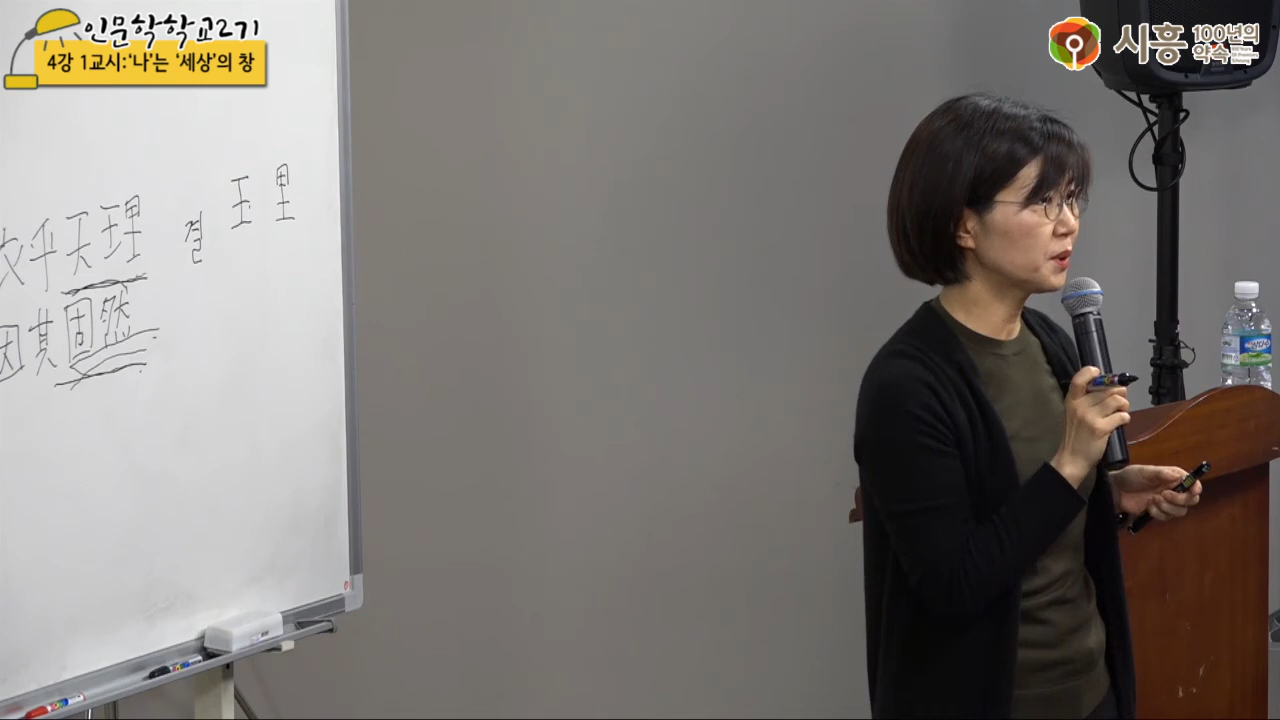 인문학학교2기
4강 1교시:‘나’는 ‘세상’의 창
시흥 100년의 약속
玉里
결
乎天理
因其固然